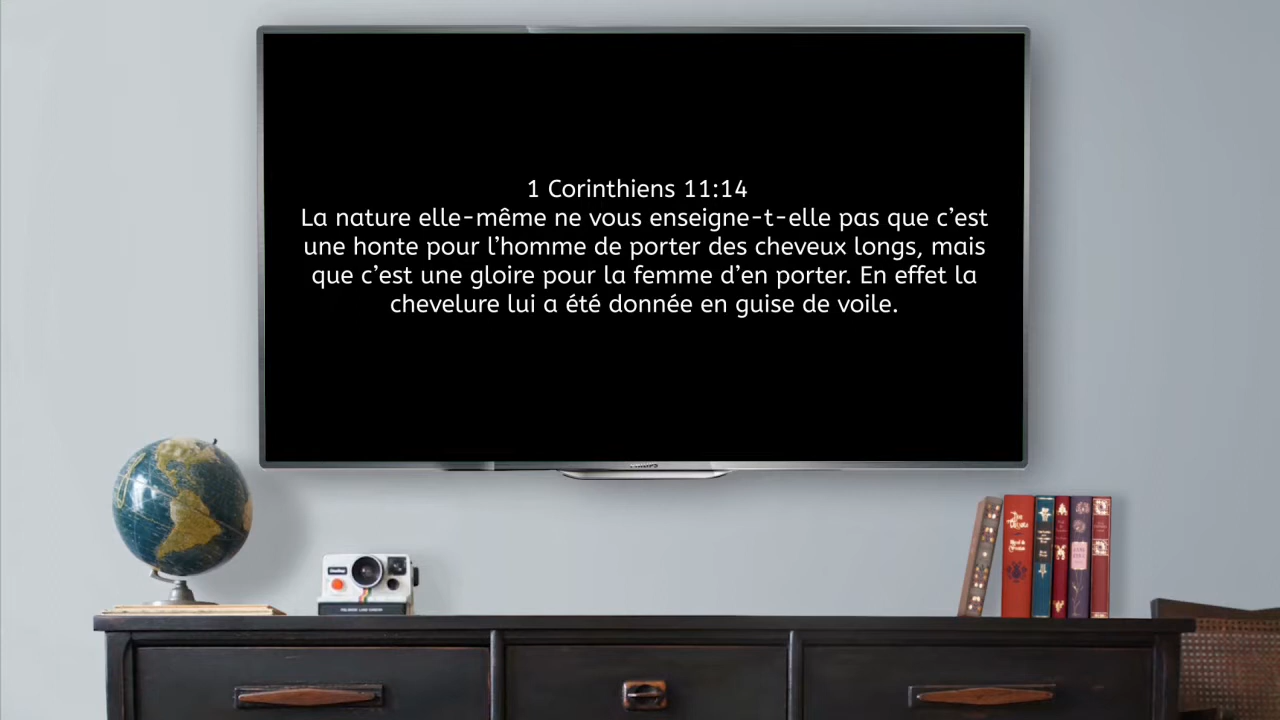 1 Corinthiens 11:14
La nature elle-même ne vous enseigne-t-elle pas que c’est
une honte pour l’homme de porter des cheveux longs, mais
que c’est une gloire pour la femme d’en porter. En effet la
chevelure lui a été donnée en guise de voile.
PHILIPS